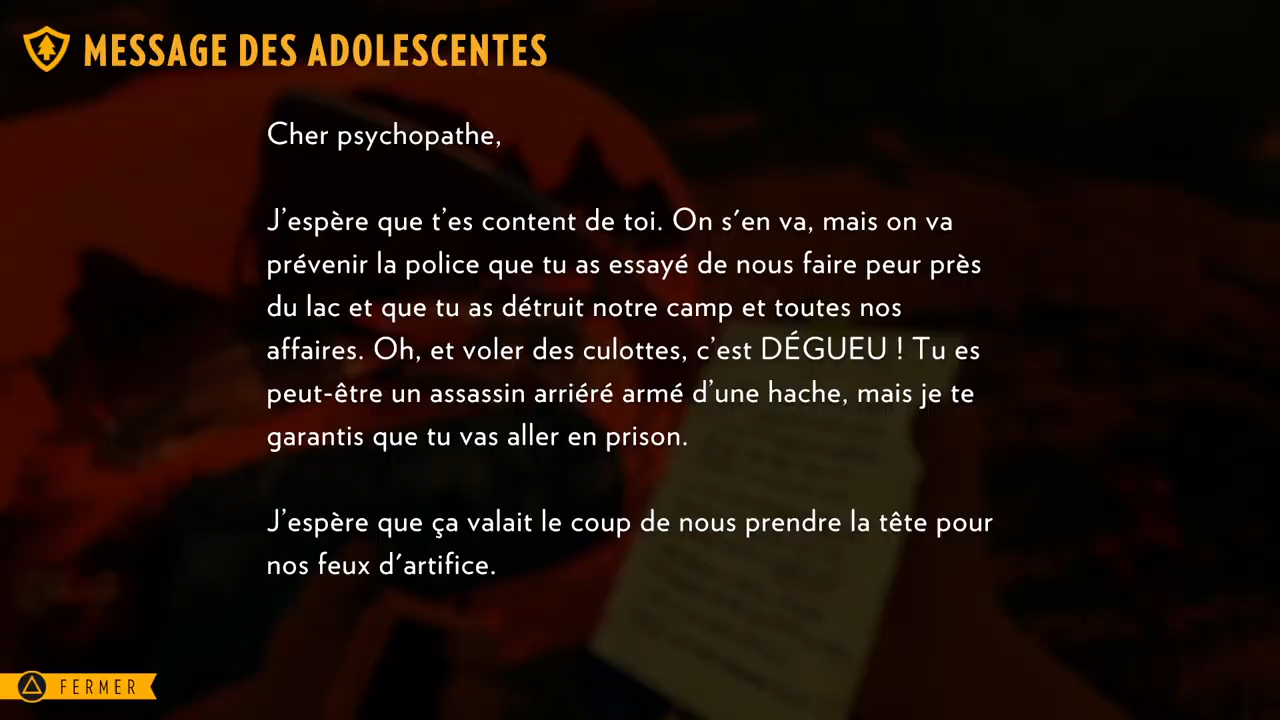 MESSAGE DES ADOLESCENTES
Cher psychopathe,
J’espère que t’es content de toi. On s’en va, mais on va
prévenir la police que tu as essayé de nous faire peur près
du lac et que tu as détruit notre camp et toutes nos
affaires. Oh, et voler des culottes, c’est DÉGUEU ! Tu es
peut-être un assassin arriéré armé d’une hache, mais je te
garantis que tu vas aller en prison.
J’espère que ça valait le coup de nous prendre la tête pour
nos feux d’artifice.
FERMER